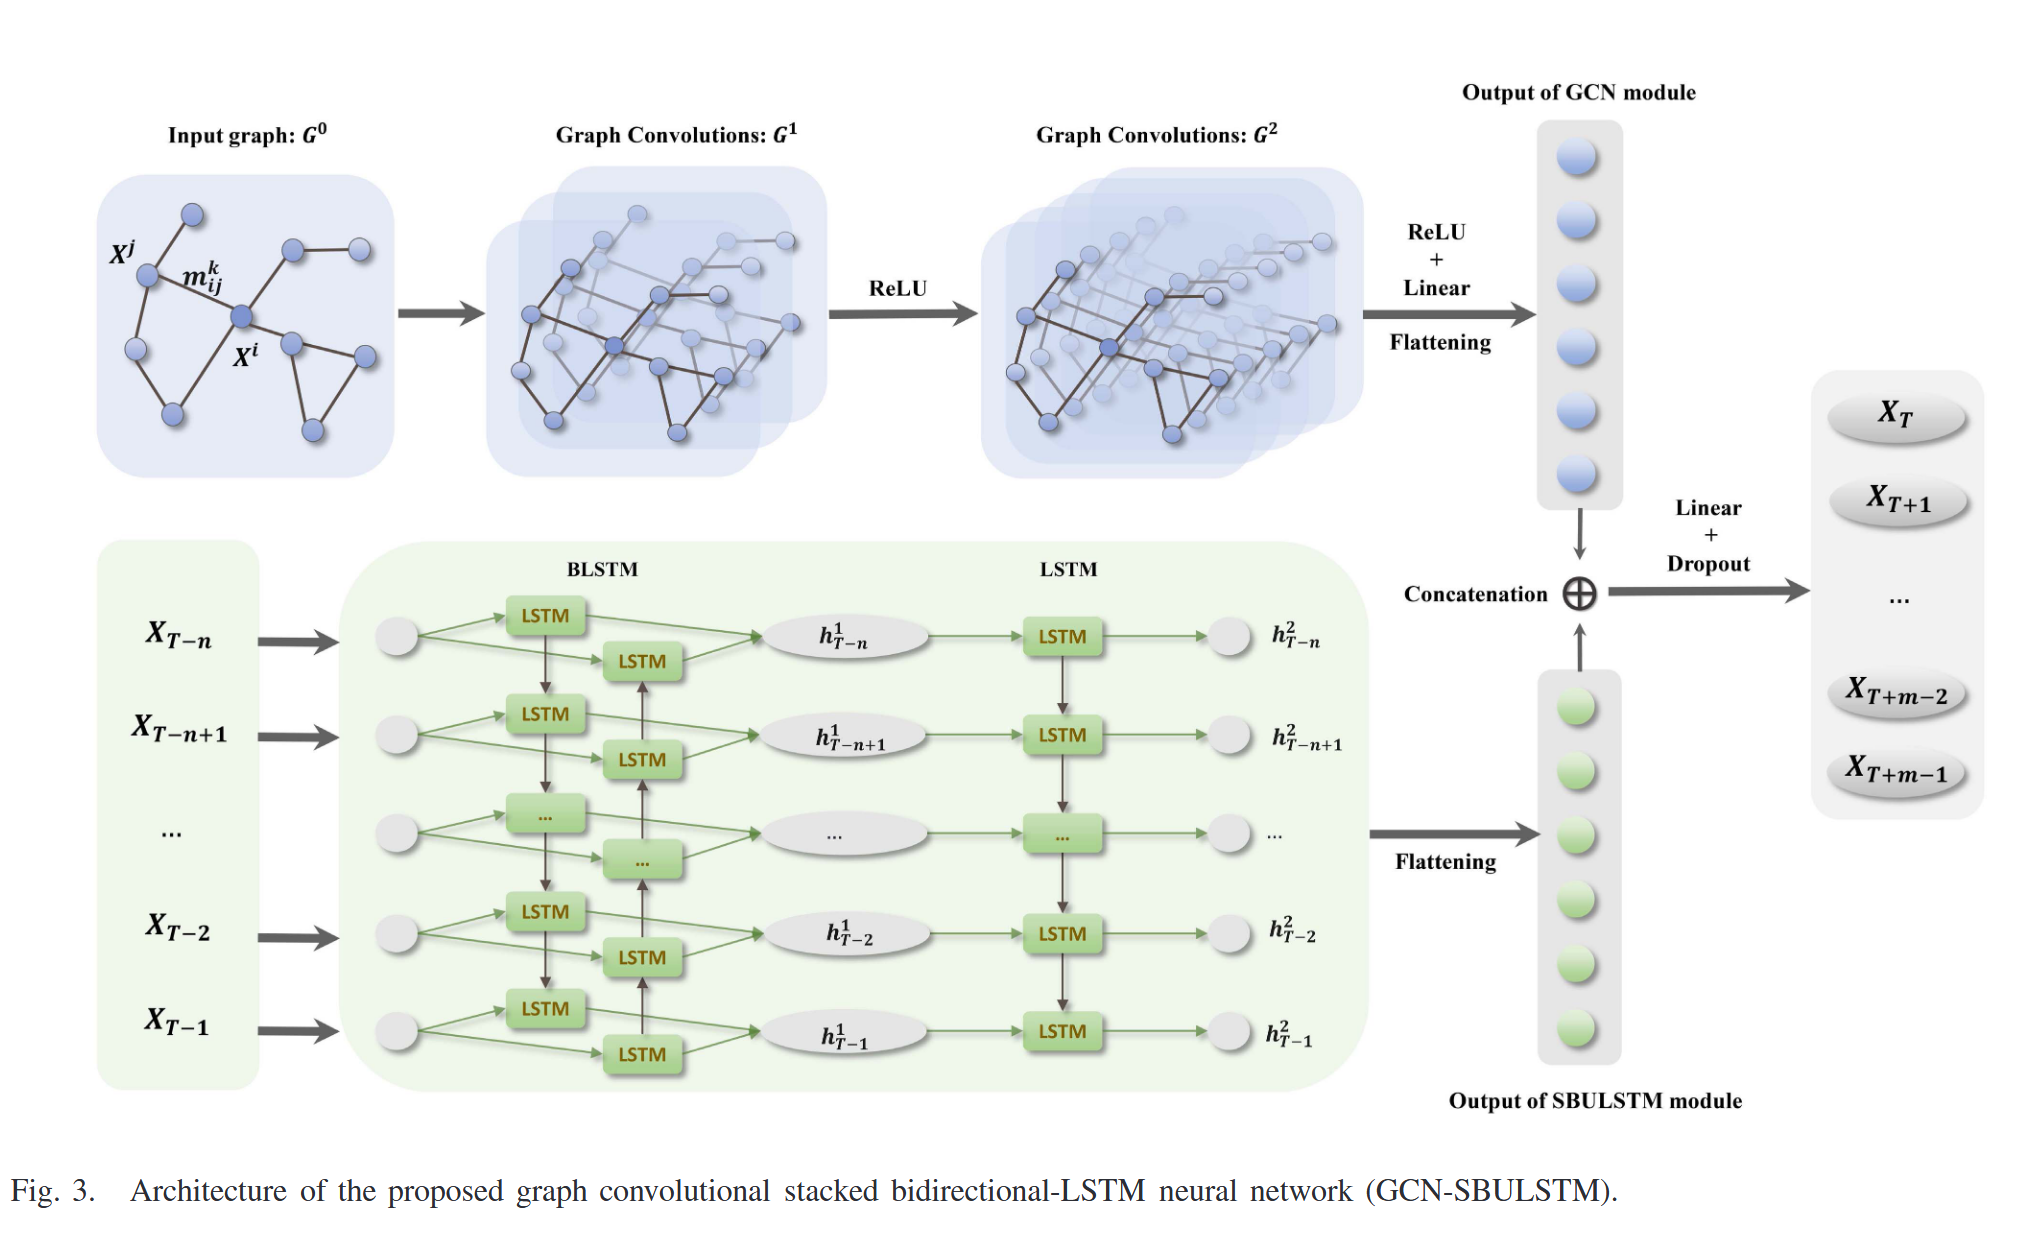 Output of GCN module
Input graph: G⁰
Graph Convolutions: G¹
Graph Convolutions: G²
X^j
m_{ij}^k
X^i
ReLU
ReLU
+
Linear
Flattening
X_T
X_{T+1}
...
X_{T+m−2}
X_{T+m−1}
Linear
+
Dropout
Concatenation
BLSTM
LSTM
X_{T−n}
LSTM
LSTM
h_{T−n}^1
LSTM
h_{T−n}^2
X_{T−n+1}
LSTM
LSTM
h_{T−n+1}^1
LSTM
h_{T−n+1}^2
...
...
...
...
...
...
X_{T−2}
LSTM
LSTM
h_{T−2}^1
LSTM
h_{T−2}^2
X_{T−1}
LSTM
LSTM
h_{T−1}^1
LSTM
h_{T−1}^2
Flattening
Output of SBULSTM module
Fig. 3. Architecture of the proposed graph convolutional stacked bidirectional-LSTM neural network (GCN-SBULSTM).